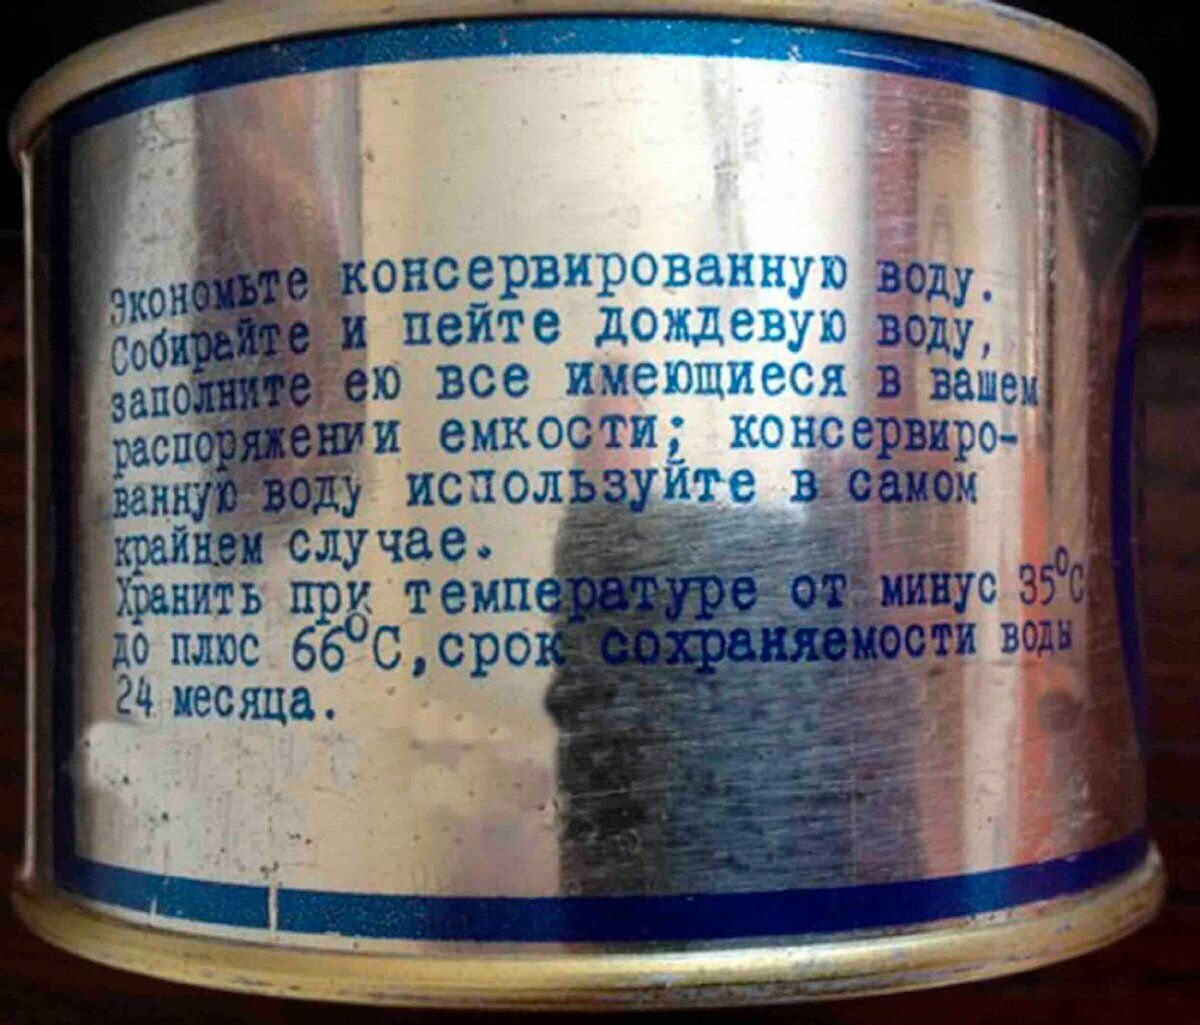 Экономьте консервированную воду.
Собирайте и пейте дождевую воду,
заполните ею все имеющиеся в вашем
распоряжении емкости; консервиро-
ванную воду используйте в самом
крайнем случае.
Хранить при температуре от минус 35°С
до плюс 66°С, срок сохраняемости воды
24 месяца.